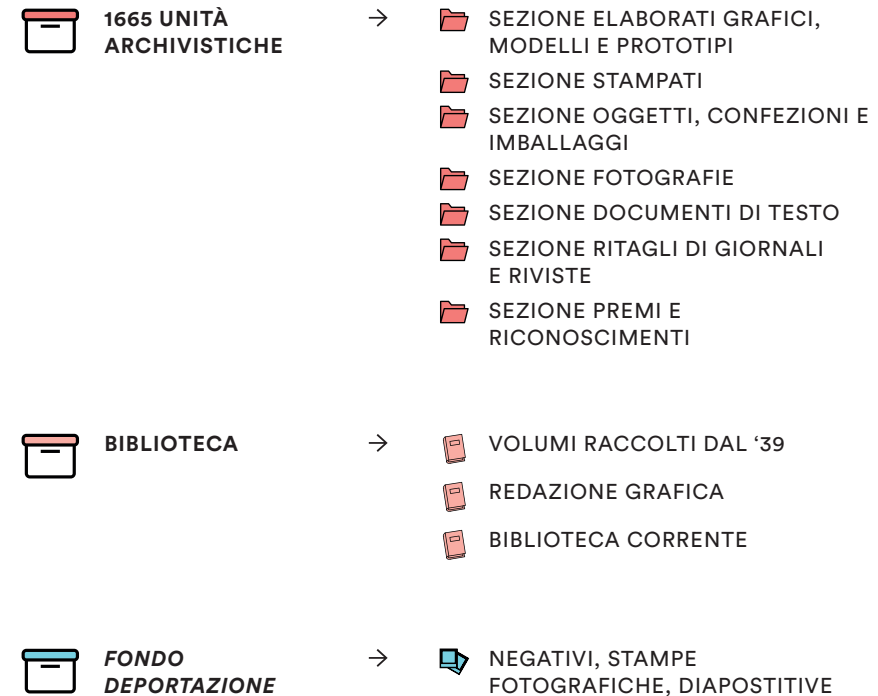 1665 UNITÀ
ARCHIVISTICHE
→
SEZIONE ELABORATI GRAFICI,
MODELLI E PROTOTIPI
SEZIONE STAMPATI
SEZIONE OGGETTI, CONFEZIONI E
IMBALLAGGI
SEZIONE FOTOGRAFIE
SEZIONE DOCUMENTI DI TESTO
SEZIONE RITAGLI DI GIORNALI
E RIVISTE
SEZIONE PREMI E
RICONOSCIMENTI
BIBLIOTECA
→
VOLUMI RACCOLTI DAL ‘39
REDAZIONE GRAFICA
BIBLIOTECA CORRENTE
FONDO
DEPORTAZIONE
→
NEGATIVI, STAMPE
FOTOGRAFICHE, DIAPOSTITIVE